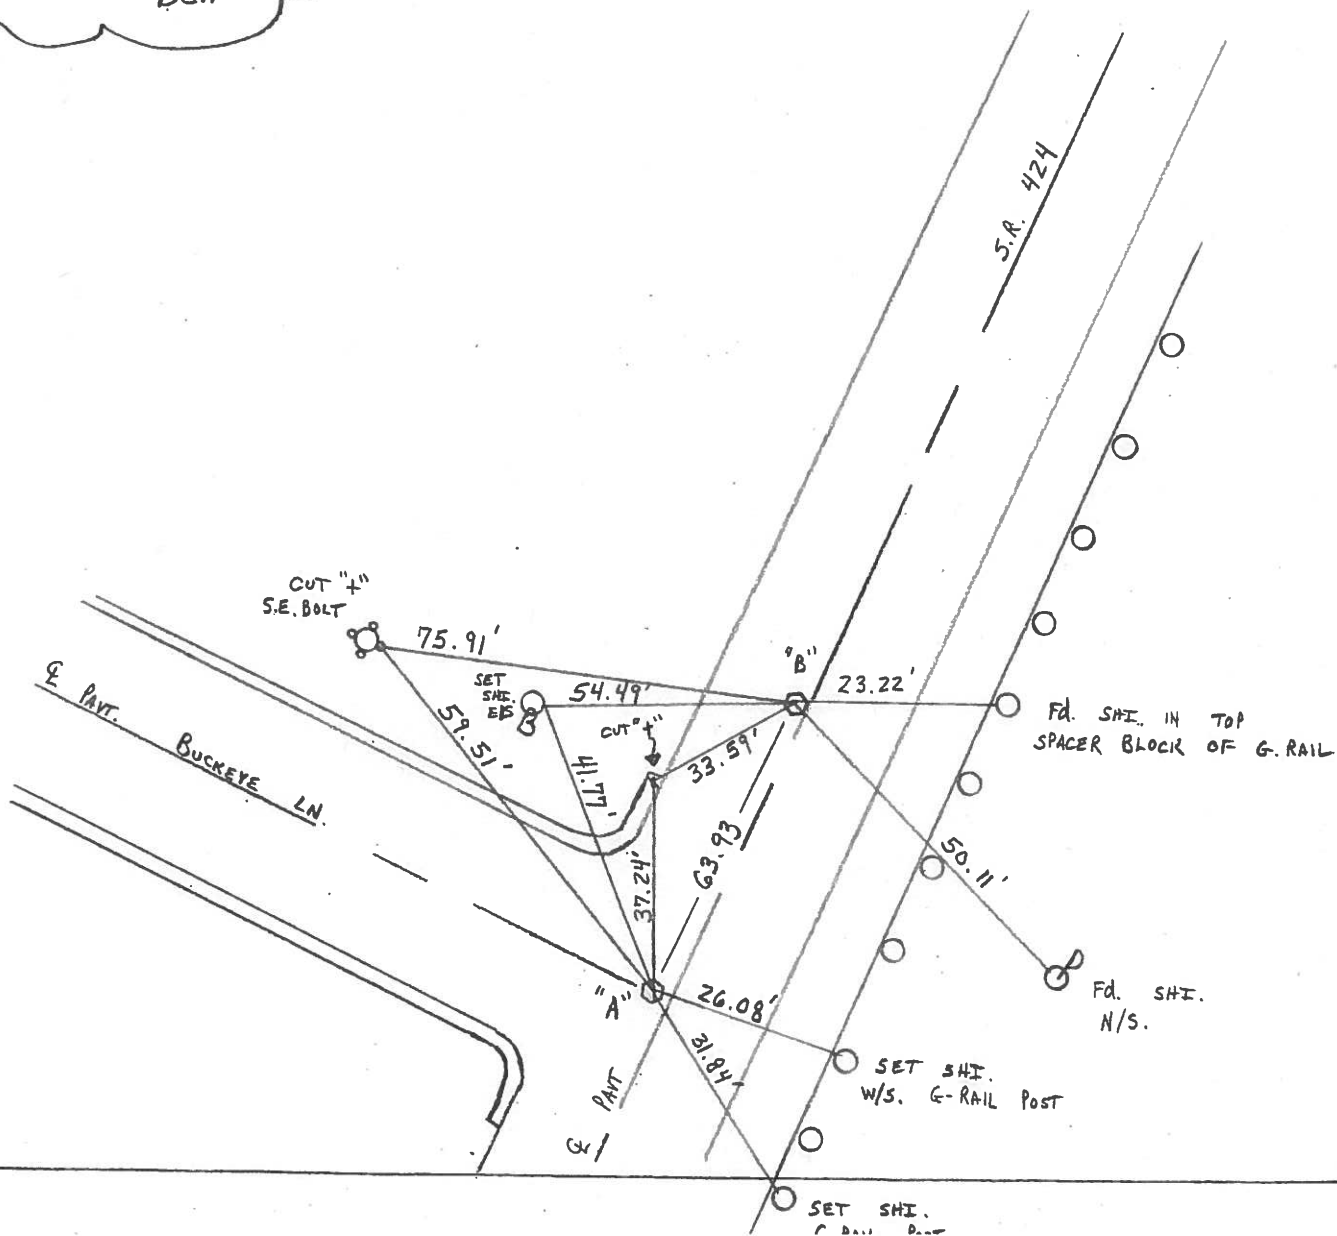 S.R. 424
CUT "+"
S.E. BOLT
75.91'
SET
SHI.
E/S
54.49'
"B"
23.22'
Fd. SHI. IN TOP
SPACER BLOCK OF G. RAIL
CUT "+"
59.51'
41.77'
33.59'
℄ PAVT.
BUCKEYE LN.
63.93
37.24'
50.11'
"A"
26.08'
Fd. SHI.
N/S.
31.84'
SET SHI.
W/S. G-RAIL POST
℄ PAVT
SET SHI.